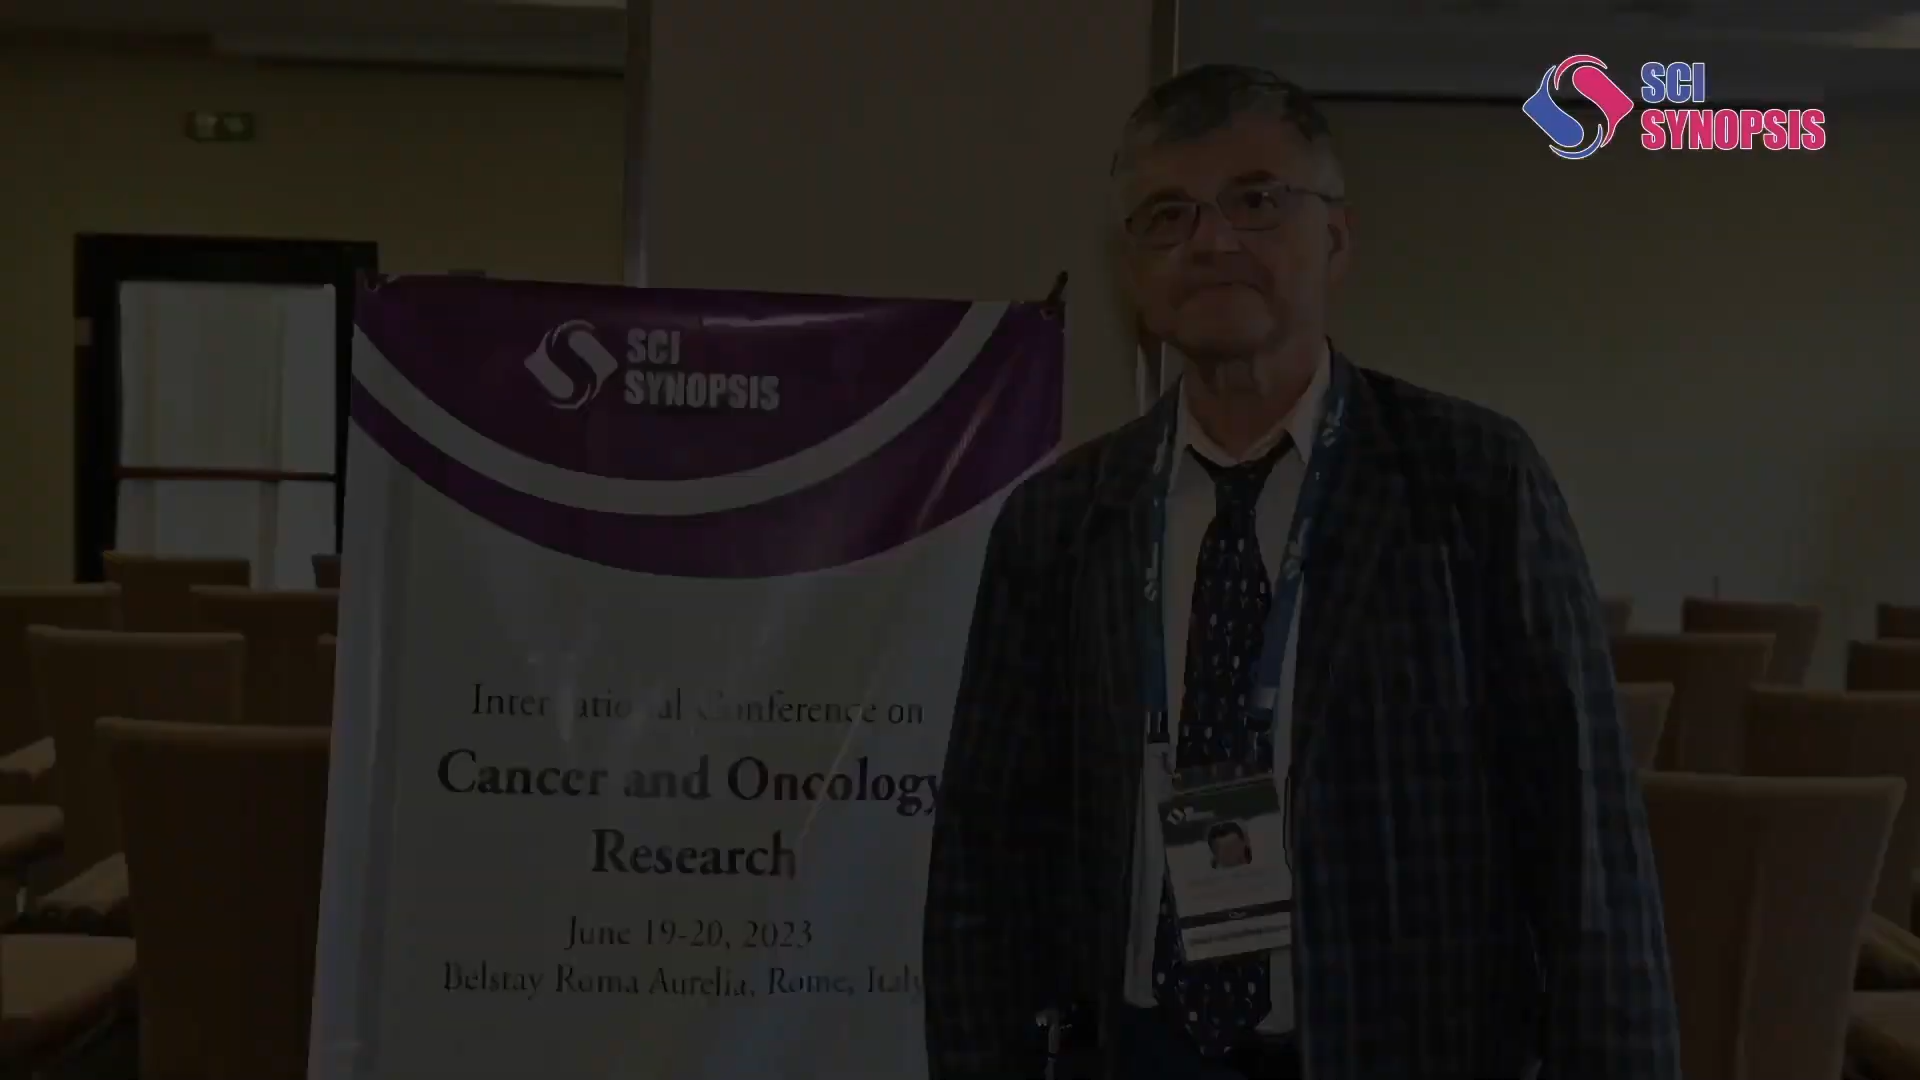 SCI
SYNOPSIS
SCI
SYNOPSIS
International Conference on
Cancer and Oncology
Research
June 19-20, 2023
Belstay Roma Aurelia, Rome, Italy